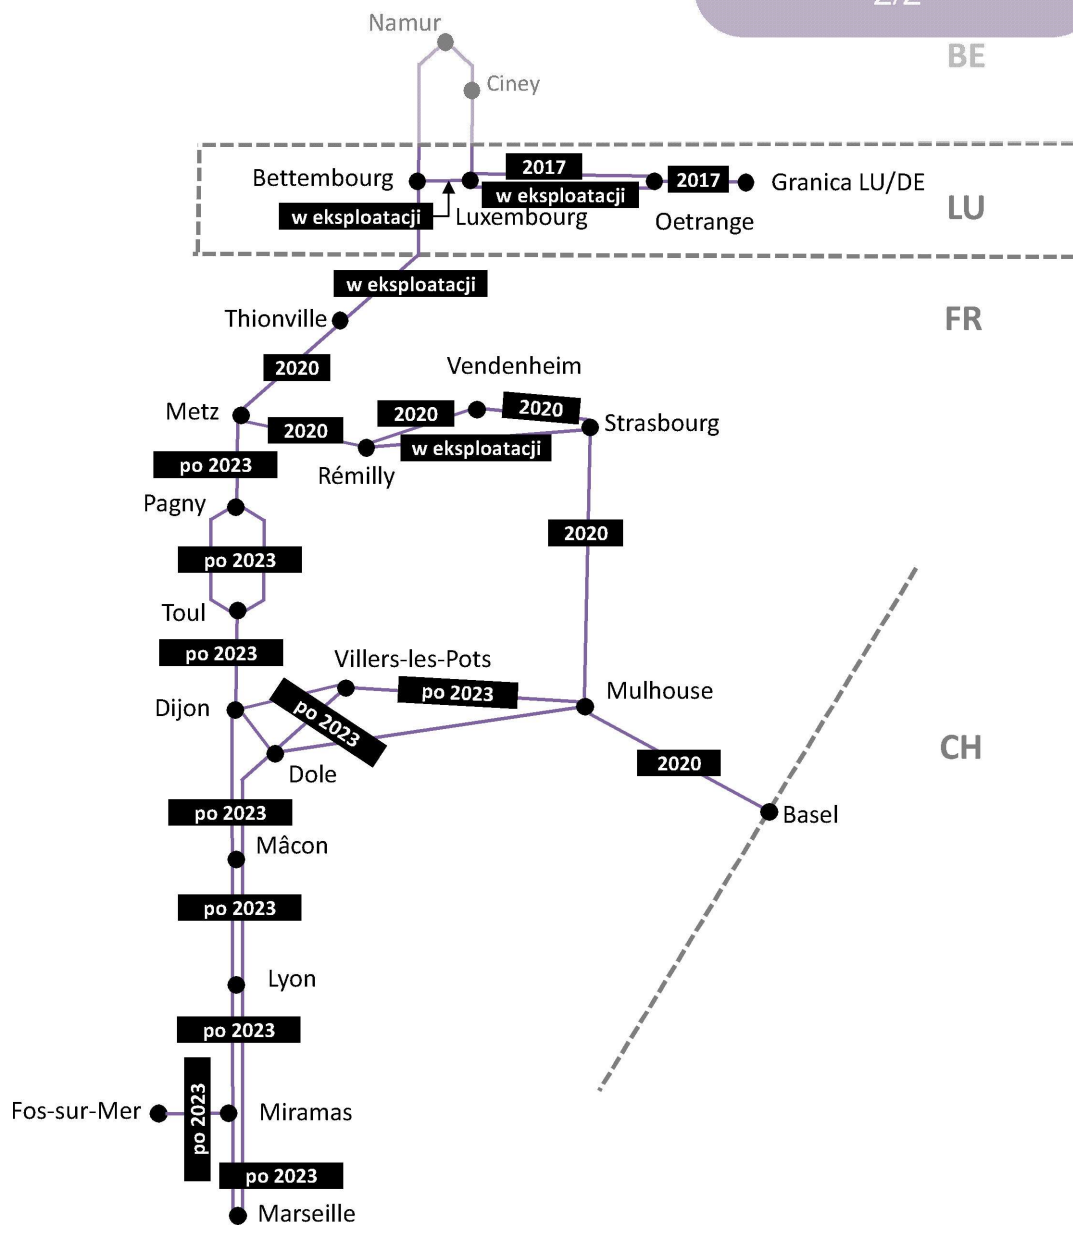 2/2
Namur
BE
Ciney
2017
Bettembourg
2017
Granica LU/DE
w eksploatacji
w eksploatacji
Luxembourg
Oetrange
LU
w eksploatacji
Thionville
FR
2020
Vendenheim
Metz
2020
2020
2020
Strasbourg
w eksploatacji
po 2023
Rémilly
Pagny
2020
po 2023
Toul
po 2023
Villers-les-Pots
po 2023
Mulhouse
Dijon
po 2023
CH
2020
Dole
po 2023
Basel
Mâcon
po 2023
Lyon
po 2023
Fos-sur-Mer
po 2023
Miramas
po 2023
Marseille